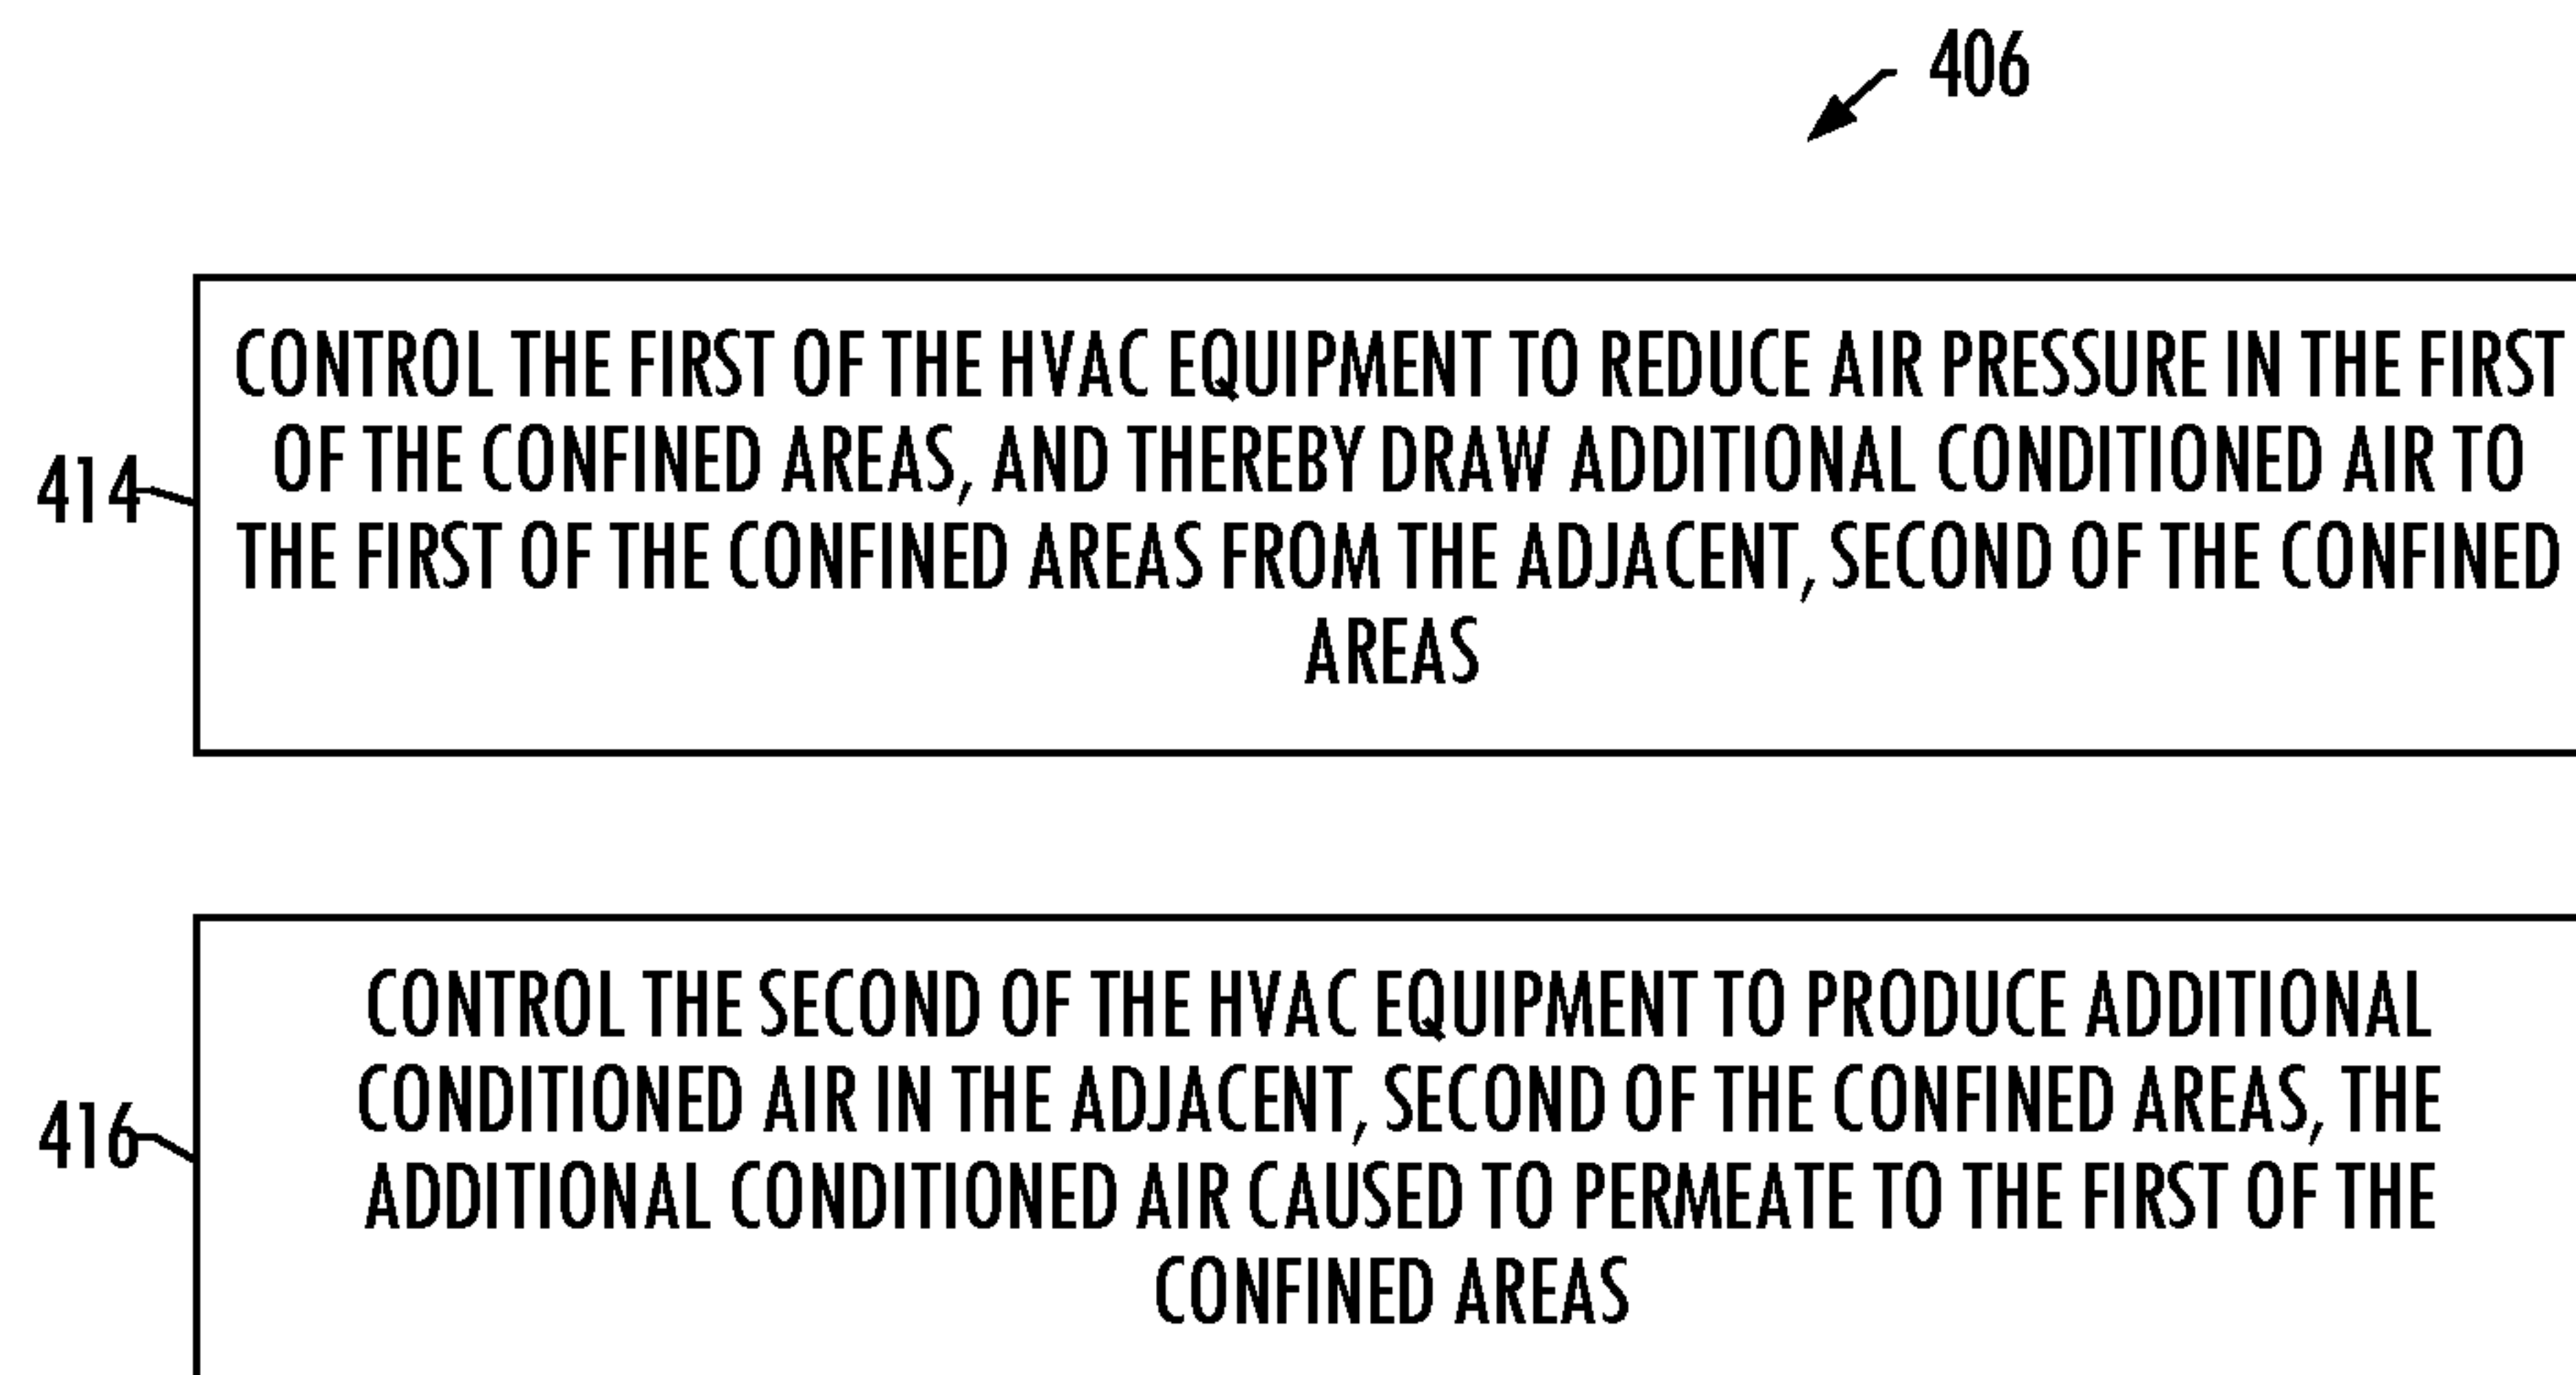 406
CONTROL THE FIRST OF THE HVAC EQUIPMENT TO REDUCE AIR PRESSURE IN THE FIRST
OF THE CONFINED AREAS, AND THEREBY DRAW ADDITIONAL CONDITIONED AIR TO
414
THE FIRST OF THE CONFINED AREAS FROM THE ADJACENT, SECOND OF THE CONFINED
AREAS
CONTROL THE SECOND OF THE HVAC EQUIPMENT TO PRODUCE ADDITIONAL
CONDITIONED AIR IN THE ADJACENT, SECOND OF THE CONFINED AREAS, THE
416
ADDITIONAL CONDITIONED AIR CAUSED TO PERMEATE TO THE FIRST OF THE
CONFINED AREAS